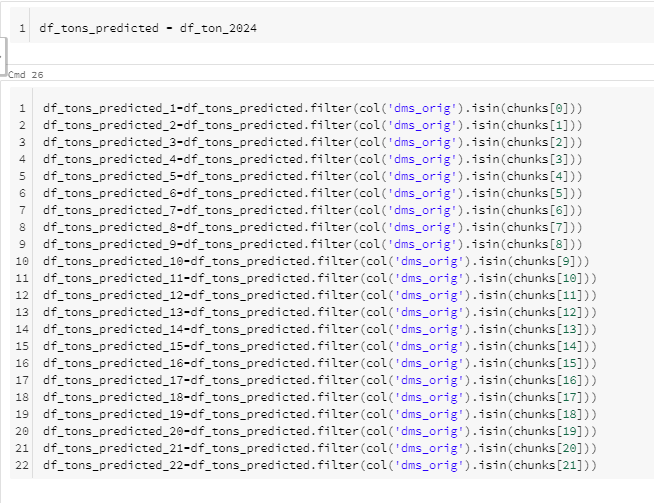 1 df_tons_predicted = df_ton_2024
Cmd 26
1 df_tons_predicted_1=df_tons_predicted.filter(col('dms_orig').isin(chunks[0]))
2 df_tons_predicted_2=df_tons_predicted.filter(col('dms_orig').isin(chunks[1]))
3 df_tons_predicted_3=df_tons_predicted.filter(col('dms_orig').isin(chunks[2]))
4 df_tons_predicted_4=df_tons_predicted.filter(col('dms_orig').isin(chunks[3]))
5 df_tons_predicted_5=df_tons_predicted.filter(col('dms_orig').isin(chunks[4]))
6 df_tons_predicted_6=df_tons_predicted.filter(col('dms_orig').isin(chunks[5]))
7 df_tons_predicted_7=df_tons_predicted.filter(col('dms_orig').isin(chunks[6]))
8 df_tons_predicted_8=df_tons_predicted.filter(col('dms_orig').isin(chunks[7]))
9 df_tons_predicted_9=df_tons_predicted.filter(col('dms_orig').isin(chunks[8]))
10 df_tons_predicted_10=df_tons_predicted.filter(col('dms_orig').isin(chunks[9]))
11 df_tons_predicted_11=df_tons_predicted.filter(col('dms_orig').isin(chunks[10]))
12 df_tons_predicted_12=df_tons_predicted.filter(col('dms_orig').isin(chunks[11]))
13 df_tons_predicted_13=df_tons_predicted.filter(col('dms_orig').isin(chunks[12]))
14 df_tons_predicted_14=df_tons_predicted.filter(col('dms_orig').isin(chunks[13]))
15 df_tons_predicted_15=df_tons_predicted.filter(col('dms_orig').isin(chunks[14]))
16 df_tons_predicted_16=df_tons_predicted.filter(col('dms_orig').isin(chunks[15]))
17 df_tons_predicted_17=df_tons_predicted.filter(col('dms_orig').isin(chunks[16]))
18 df_tons_predicted_18=df_tons_predicted.filter(col('dms_orig').isin(chunks[17]))
19 df_tons_predicted_19=df_tons_predicted.filter(col('dms_orig').isin(chunks[18]))
20 df_tons_predicted_20=df_tons_predicted.filter(col('dms_orig').isin(chunks[19]))
21 df_tons_predicted_21=df_tons_predicted.filter(col('dms_orig').isin(chunks[20]))
22 df_tons_predicted_22=df_tons_predicted.filter(col('dms_orig').isin(chunks[21]))